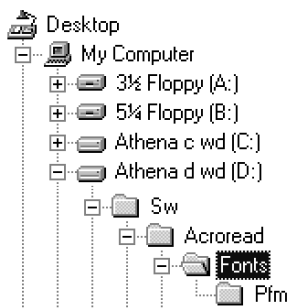 Desktop
My Computer
3½ Floppy (A:)
5¼ Floppy (B:)
Athena c wd (C:)
Athena d wd (D:)
Sw
Acroread
Fonts
Pfm